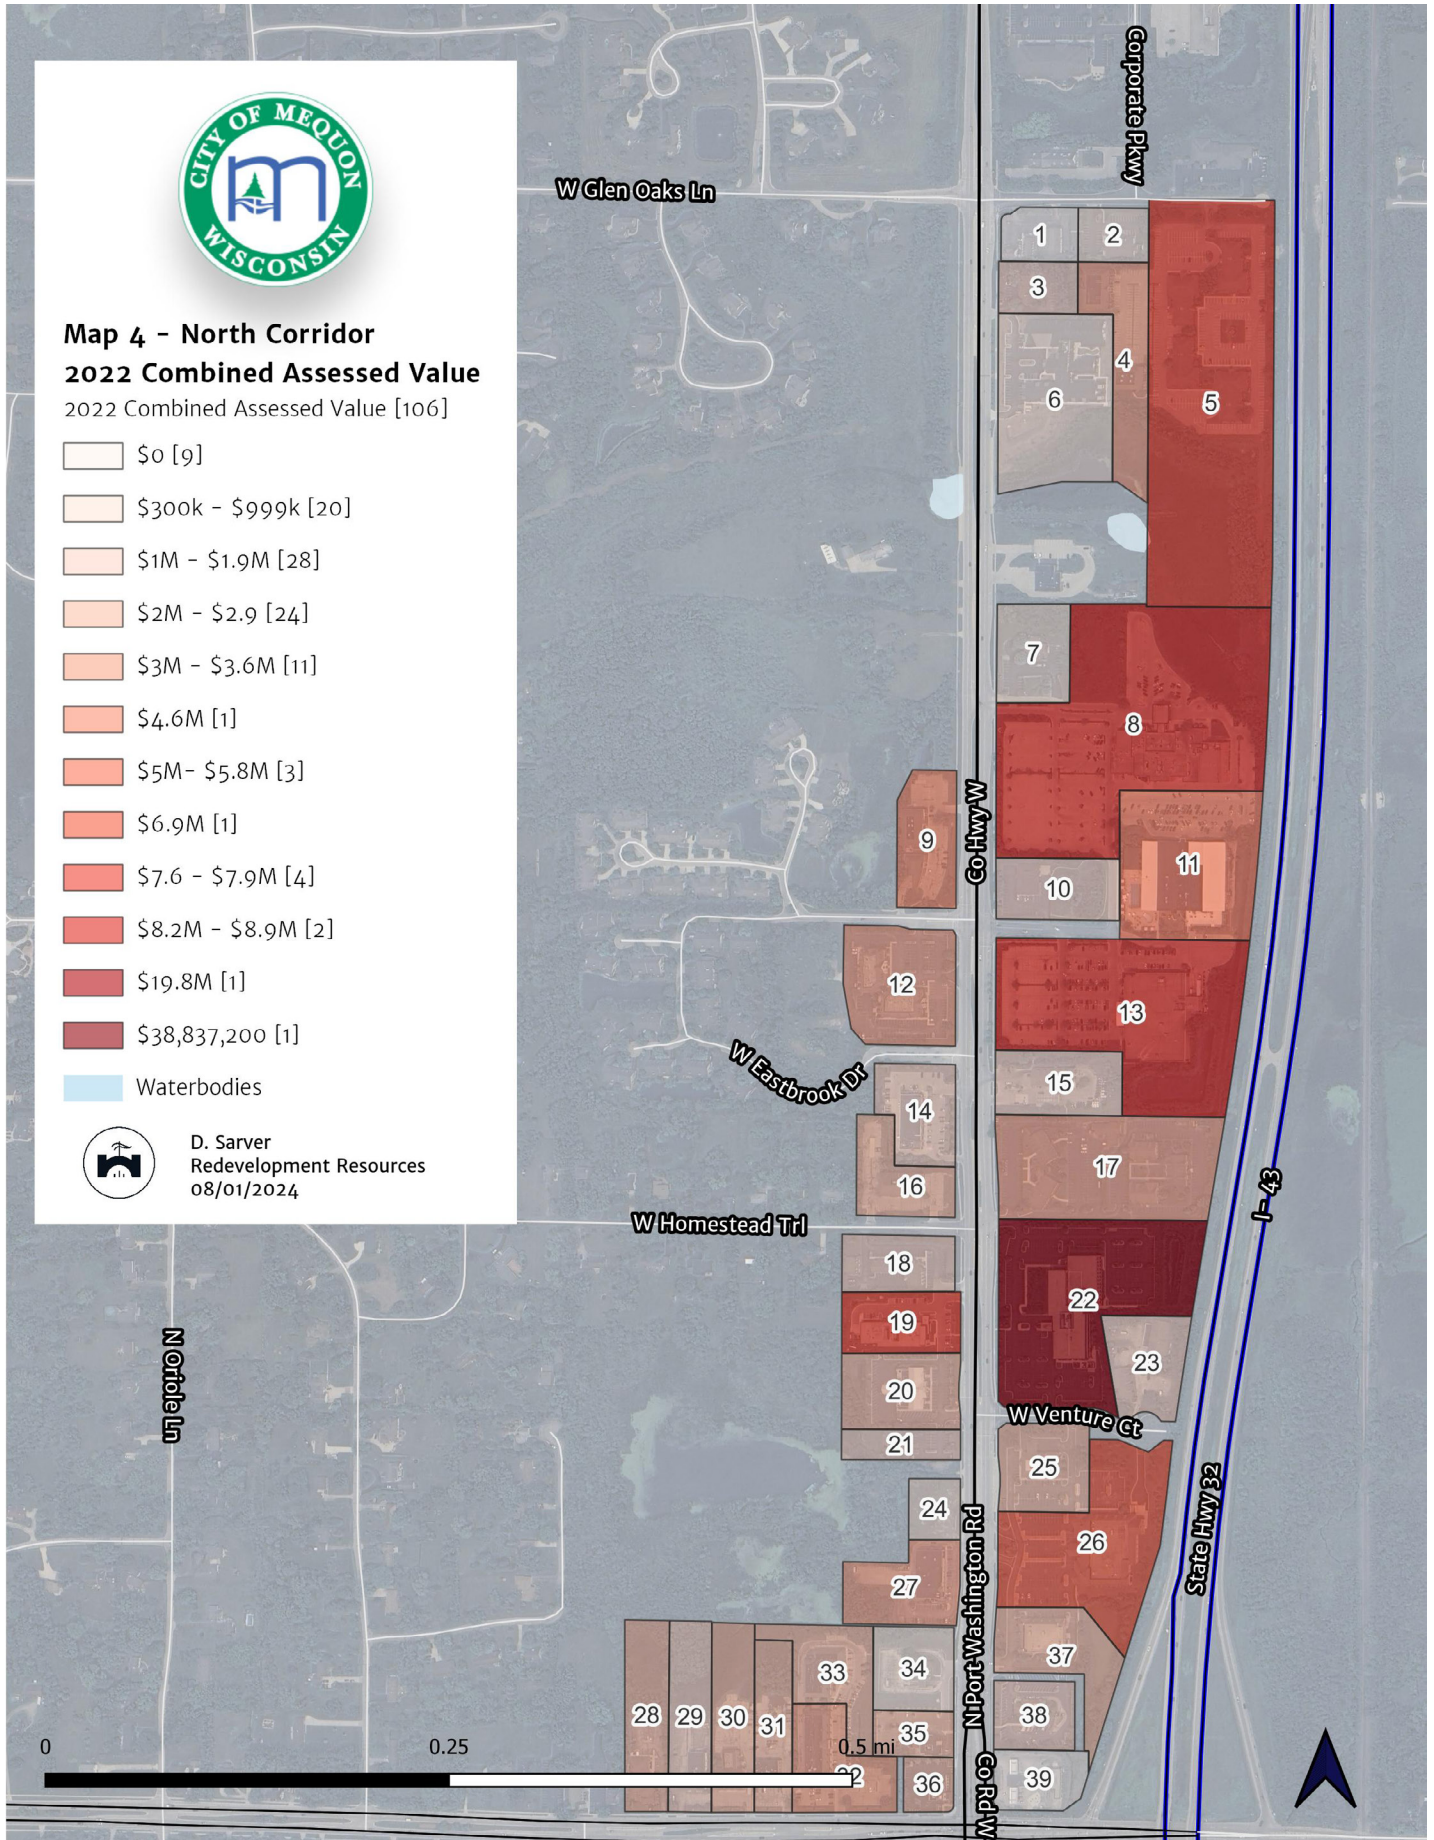 CITY OF MEQUON
WISCONSIN
Map 4 - North Corridor
2022 Combined Assessed Value
2022 Combined Assessed Value [106]
$0 [9]
$300k - $999k [20]
$1M - $1.9M [28]
$2M - $2.9 [24]
$3M - $3.6M [11]
$4.6M [1]
$5M- $5.8M [3]
$6.9M [1]
$7.6 - $7.9M [4]
$8.2M - $8.9M [2]
$19.8M [1]
$38,837,200 [1]
Waterbodies
D. Sarver
Redevelopment Resources
08/01/2024
Corporate Pkwy
W Glen Oaks Ln
1
2
3
4
5
6
7
8
Co Hwy W
9
10
11
12
13
W Eastbrook Dr
14
15
16
17
I- 43
W Homestead Trl
18
19
20
21
22
23
N Oriole Ln
W Venture Ct
24
25
26
27
State Hwy 32
N Port Washington Rd
28
29
30
31
33
34
35
36
37
38
39
Co Rd W
0
0.25
0.5 mi